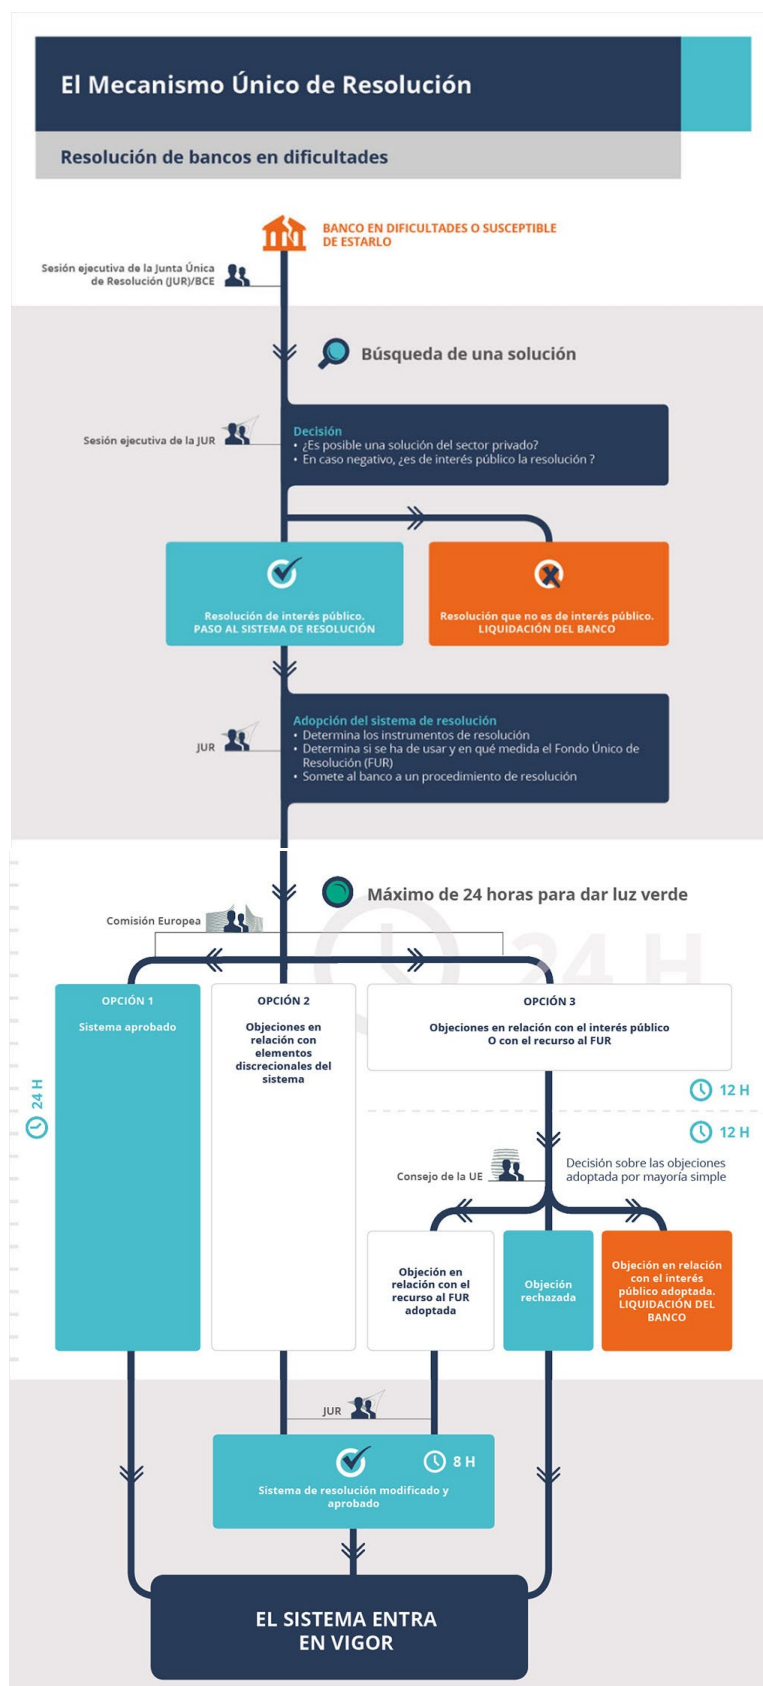 El Mecanismo Único de Resolución
Resolución de bancos en dificultades
BANCO EN DIFICULTADES O SUSCEPTIBLE
DE ESTARLO
Sesión ejecutiva de la Junta Única
de Resolución (JUR)/BCE
Búsqueda de una solución
Sesión ejecutiva de la JUR
Decisión
• ¿Es posible una solución del sector privado?
• En caso negativo, ¿es de interés público la resolución ?
Resolución de interés público.
PASO AL SISTEMA DE RESOLUCIÓN
Resolución que no es de interés público.
LIQUIDACIÓN DEL BANCO
JUR
Adopción del sistema de resolución
• Determina los instrumentos de resolución
• Determina si se ha de usar y en qué medida el Fondo Único de
Resolución (FUR)
• Somete al banco a un procedimiento de resolución
Máximo de 24 horas para dar luz verde
Comisión Europea
24 H
OPCIÓN 1
Sistema aprobado
OPCIÓN 2
Objeciones en
relación con
elementos
discrecionales del
sistema
OPCIÓN 3
Objeciones en relación con el interés público
O con el recurso al FUR
24 H
12 H
12 H
Consejo de la UE
Decisión sobre las objeciones
adoptada por mayoría simple
Objeción en
relación con el
recurso al FUR
adoptada
Objeción
rechazada
Objeción en relación
con el interés
público adoptada.
LIQUIDACIÓN DEL
BANCO
JUR
8 H
Sistema de resolución modificado y
aprobado
EL SISTEMA ENTRA
EN VIGOR